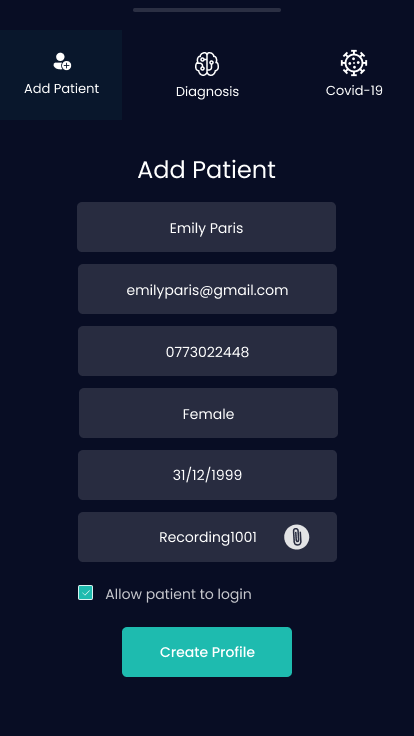 Add Patient
Diagnosis
Covid-19
Add Patient
Emily Paris
emilyparis@gmail.com
0773022448
Female
31/12/1999
Recording1001
Allow patient to login
Create Profile